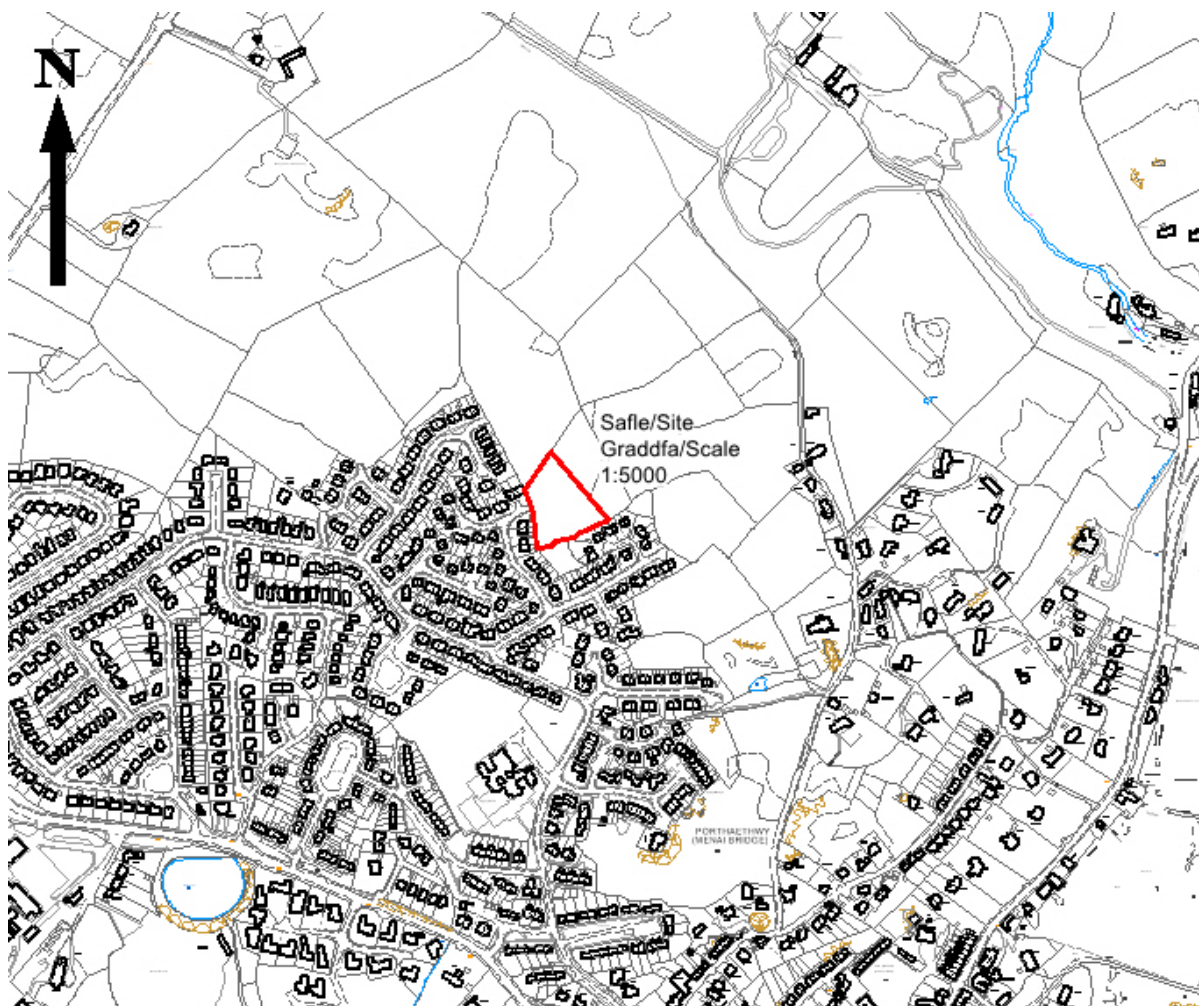 N
Safle/Site
Graddfa/Scale
1:5000
PORTHAETHWY
(MENAI BRIDGE)